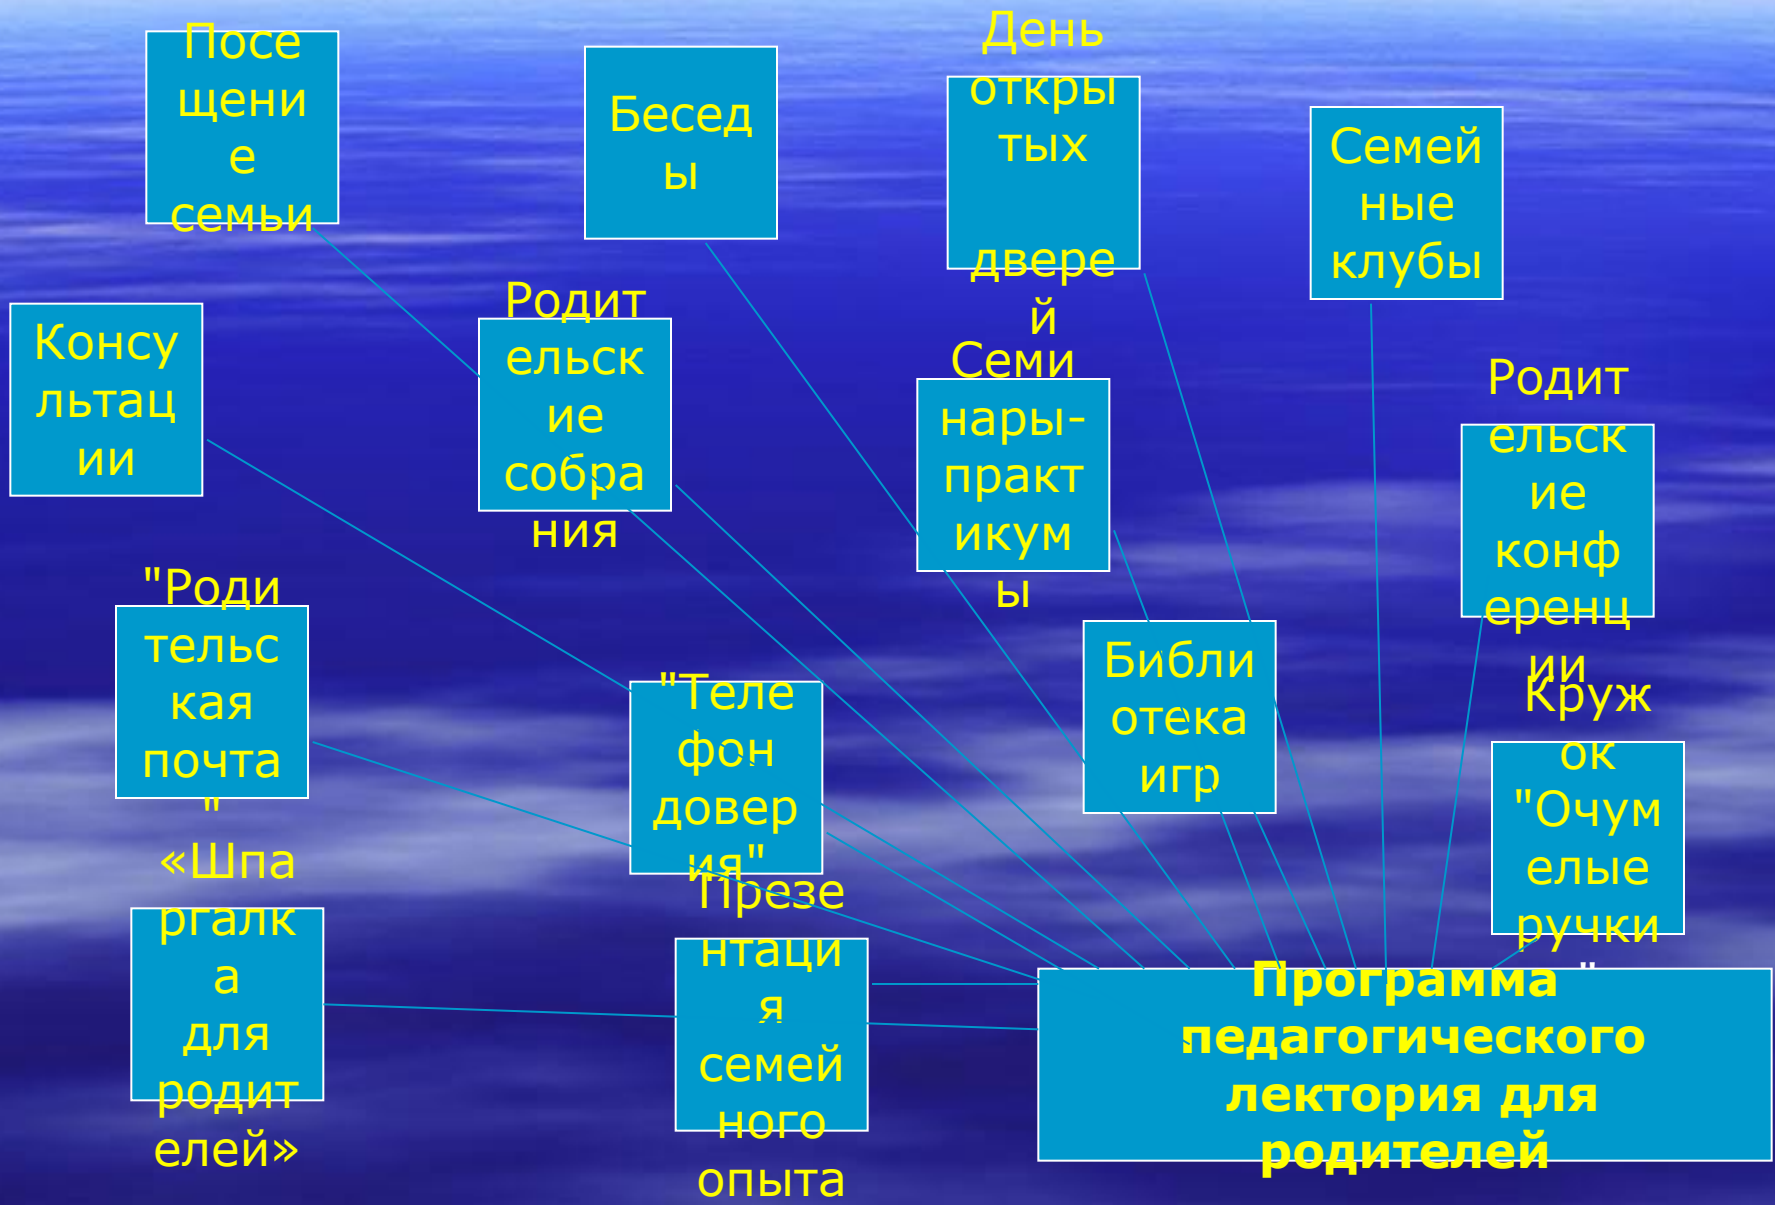 Посе
щени
е
семьи
Бесед
ы
День
откры
тых
двере
й
Семей
ные
клубы
Консу
льтац
ии
Родит
ельск
ие
собра
ния
Семи
нары-
практ
икум
ы
Родит
ельск
ие
конф
еренц
ии
"Роди
тельс
кая
почта
"
"Теле
фон
довер
ия"
Библи
отека
игр
Круж
ок
"Очум
елые
ручки
"
«Шпа
ргалк
а
для
родит
елей»
Презе
нтаци
я
семей
ного
опыта
Программа
педагогического
лектория для
родителей